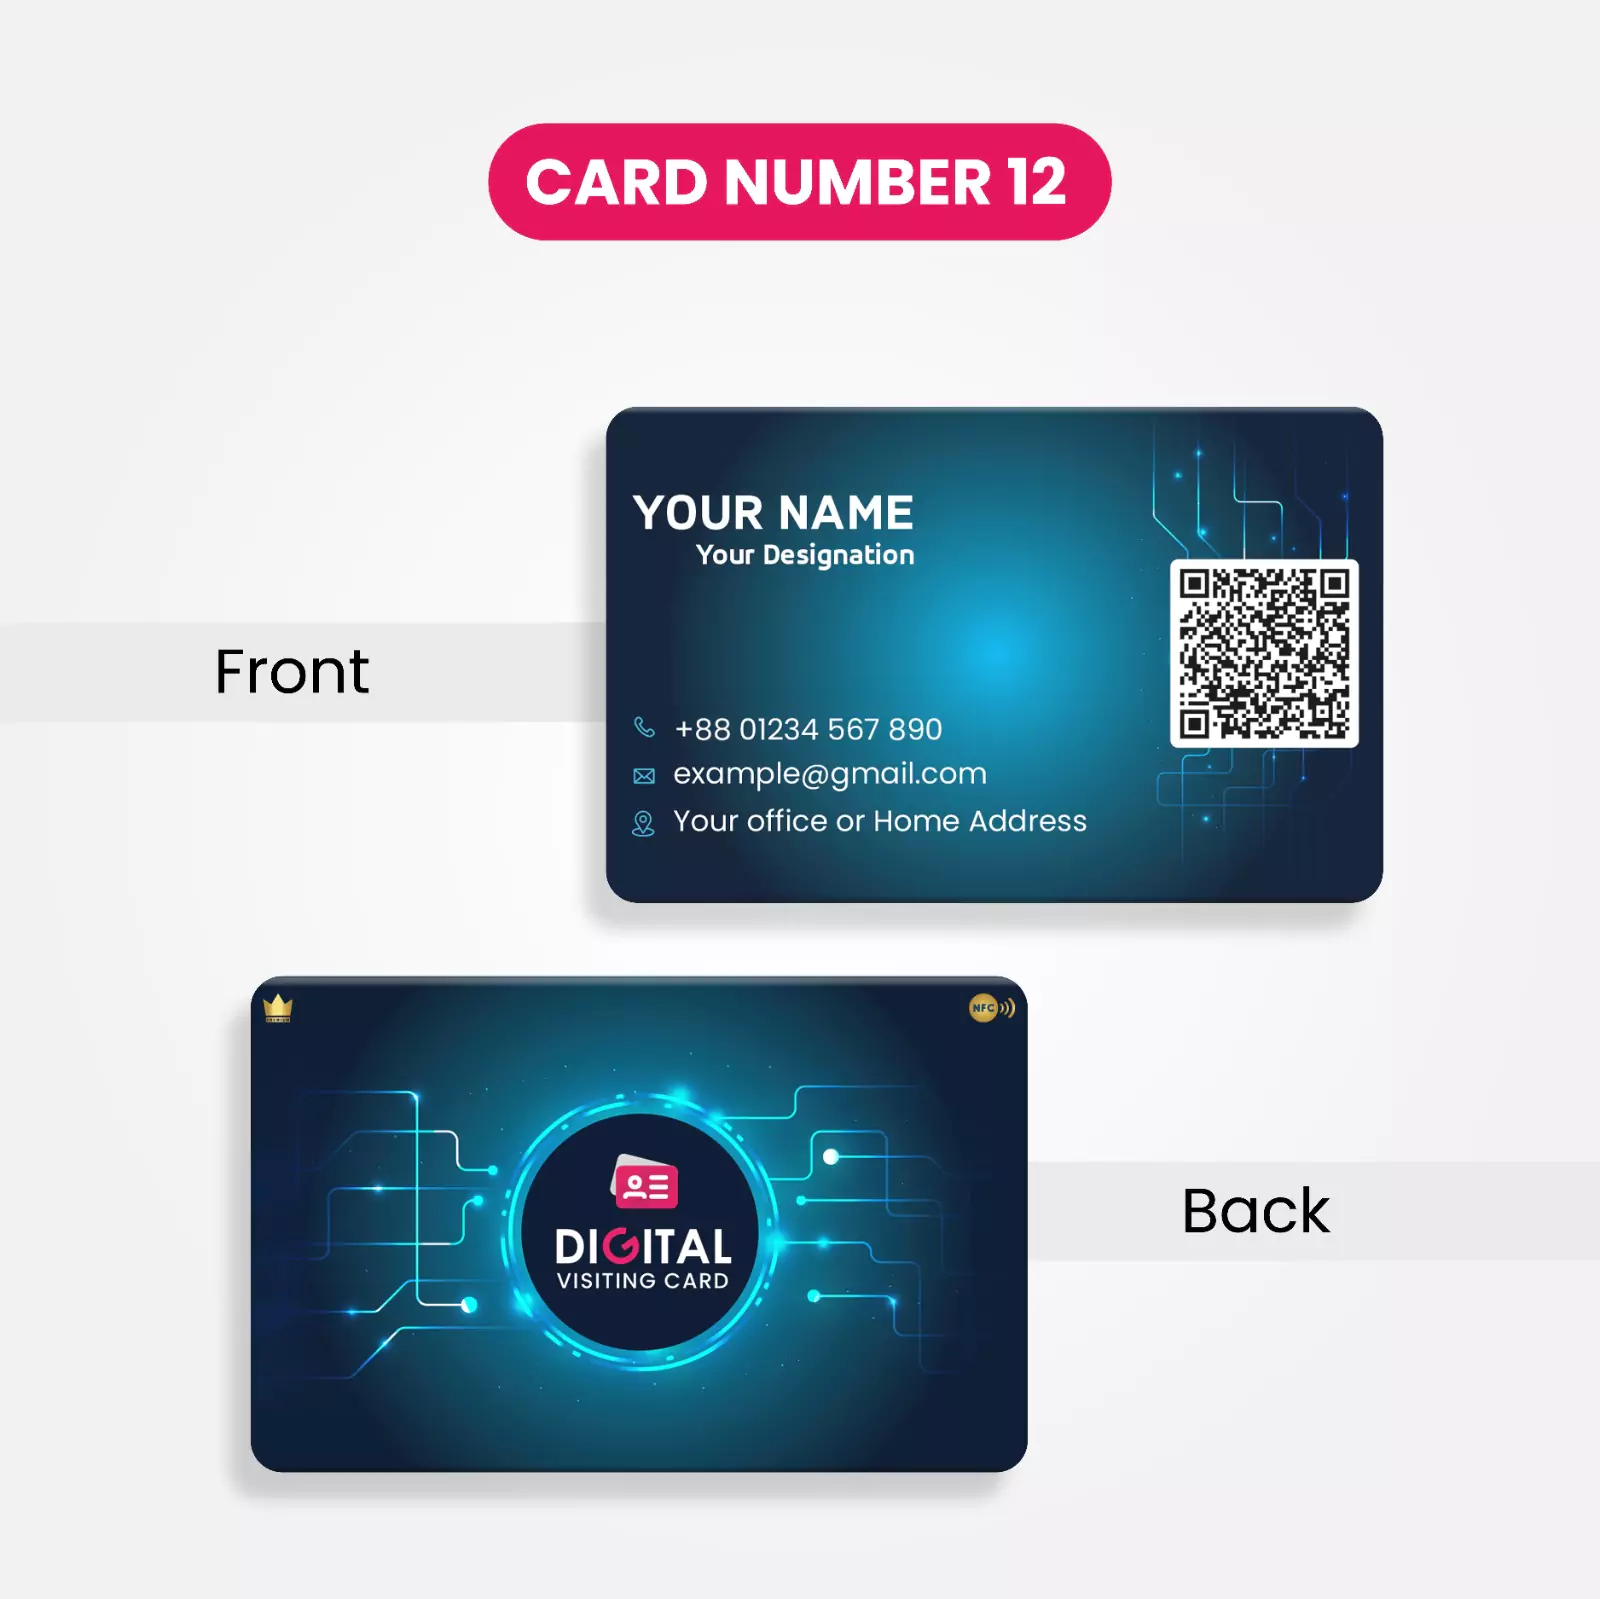 CARD NUMBER 12
YOUR NAME
Your Designation
Front
+88 01234 567 890
example@gmail.com
Your office or Home Address
NFC
DIGITAL
VISITING CARD
Back